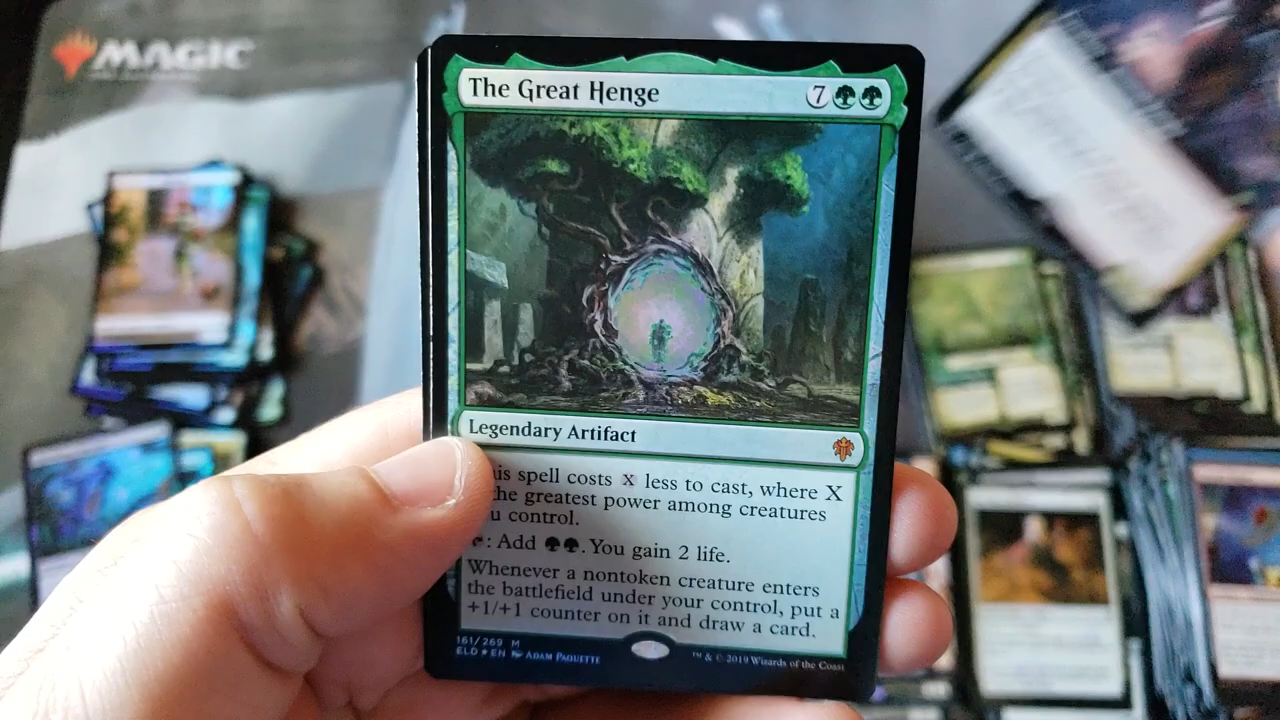 MAGIC
The Great Henge
7
Legendary Artifact
is spell costs X less to cast, where X
the greatest power among creatures
u control.
: Add . You gain 2 life.
Whenever a nontoken creature enters
the battlefield under your control, put a
+1/+1 counter on it and draw a card.
161/269 M
ELD ★ EN Adam Paquette
™ & © 2019 Wizards of the Coast